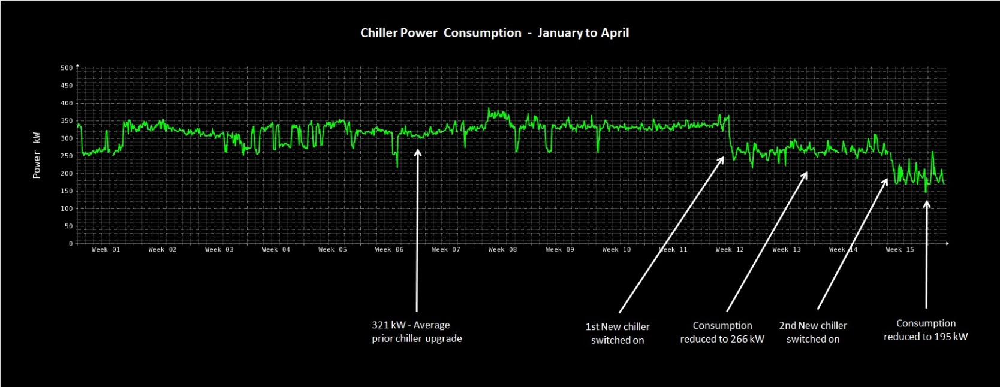 Chiller Power Consumption - January to April
500
450
400
350
300
250
200
150
100
50
0
Power kW
Week 01 Week 02 Week 03 Week 04 Week 05 Week 06 Week 07 Week 08 Week 09 Week 10 Week 11 Week 12 Week 13 Week 14 Week 15
321 kW - Average
prior chiller upgrade
1st New chiller
switched on
Consumption
reduced to 266 kW
2nd New chiller
switched on
Consumption
reduced to 195 kW